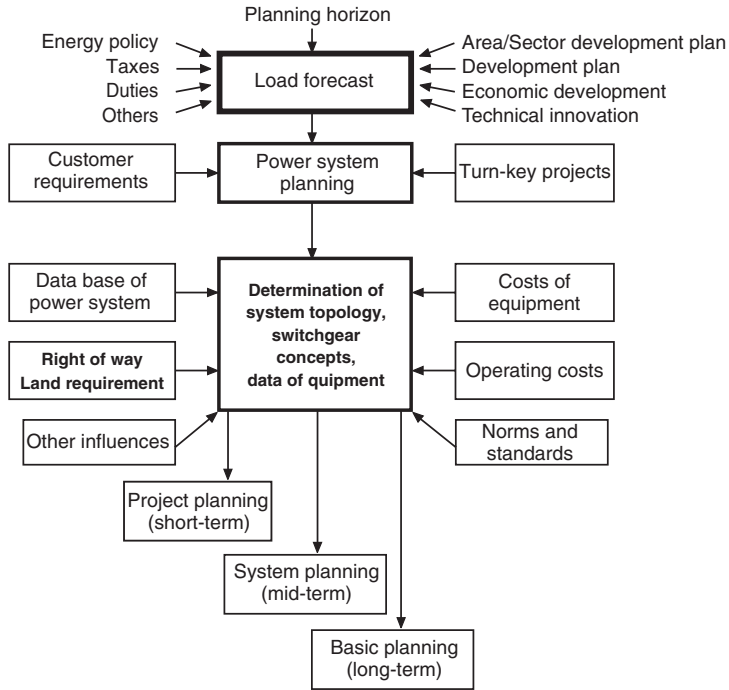 Planning horizon
Energy policy
Taxes
Duties
Others
Load forecast
Area/Sector development plan
Development plan
Economic development
Technical innovation
Customer
requirements
Power system
planning
Turn-key projects
Data base of
power system
Determination of
system topology,
switchgear
concepts,
data of quipment
Costs of
equipment
Right of way
Land requirement
Operating costs
Other influences
Norms and
standards
Project planning
(short-term)
System planning
(mid-term)
Basic planning
(long-term)